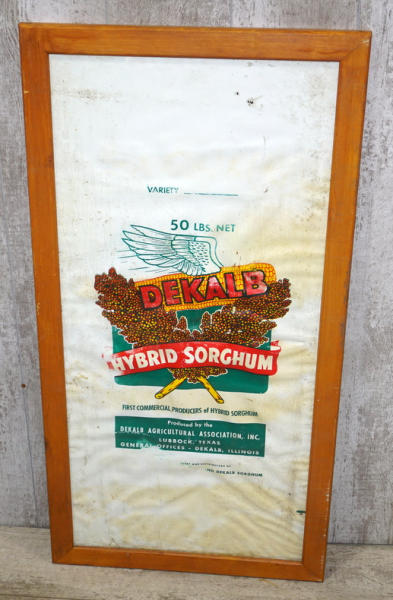 VARIETY
50 LBS. NET
DEKALB
HYBRID SORGHUM
FIRST COMMERCIAL PRODUCERS of HYBRID SORGHUM
Produced by the
DEKALB AGRICULTURAL ASSOCIATION, INC.
LUBBOCK, TEXAS
GENERAL OFFICES - DEKALB, ILLINOIS
DEKALB SORGHUM